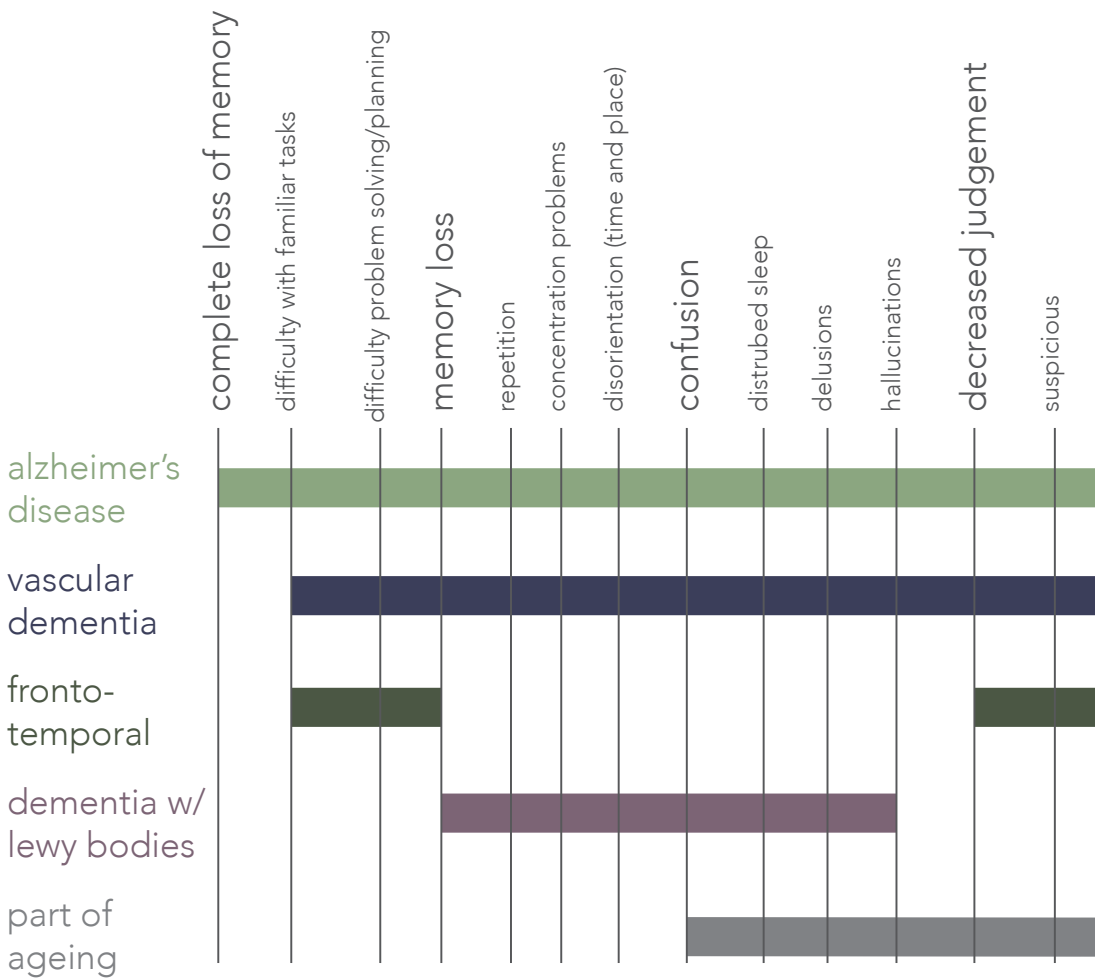 complete loss of memory
difficulty with familiar tasks
difficulty problem solving/planning
memory loss
repetition
concentration problems
disorientation (time and place)
confusion
distrubed sleep
delusions
hallucinations
decreased judgement
suspicious
alzheimer's
disease
vascular
dementia
fronto-
temporal
dementia w/
lewy bodies
part of
ageing